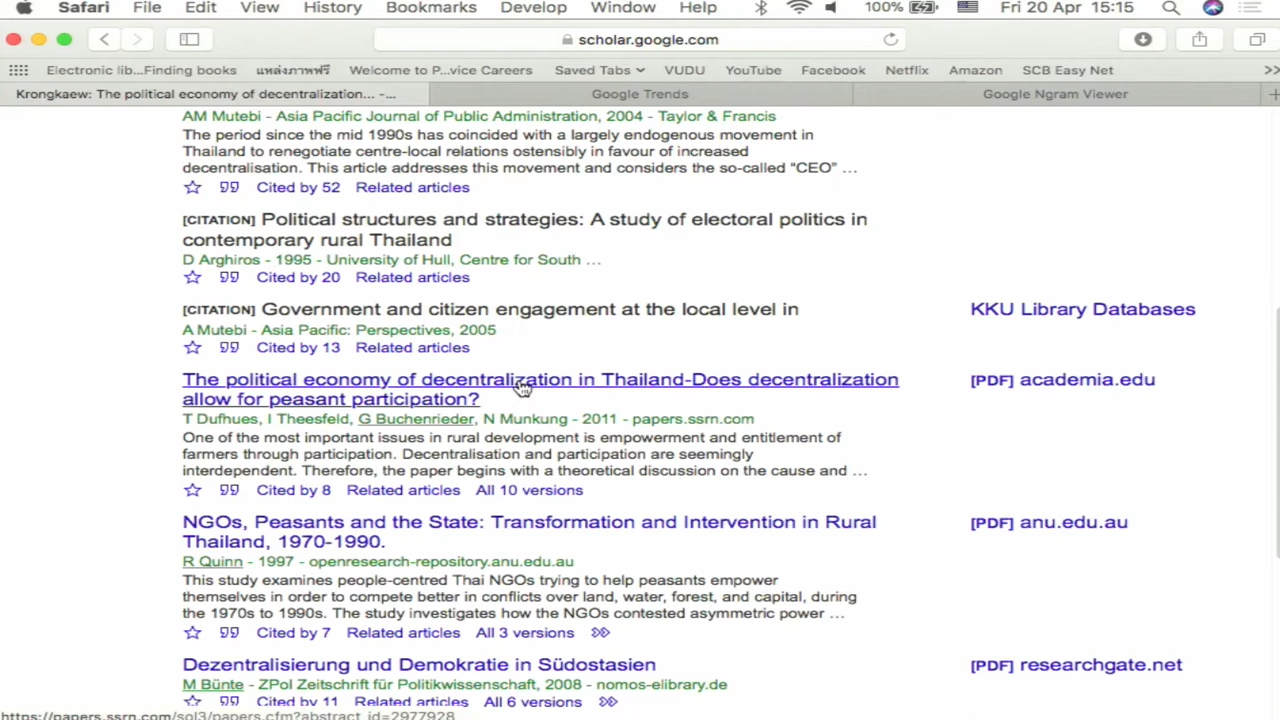 Safari File Edit View History Bookmarks Develop Window Help 100% Fri 20 Apr 15:15
scholar.google.com
Electronic lib...Finding books แหล่งภาพฟรี Welcome to P...vice Careers Saved Tabs VUDU YouTube Facebook Netflix Amazon SCB Easy Net
Krongkaew: The political economy of decentralization... -... Google Trends Google Ngram Viewer
AM Mutebi - Asia Pacific Journal of Public Administration, 2004 - Taylor & Francis
The period since the mid 1990s has coincided with a largely endogenous movement in
Thailand to renegotiate centre-local relations ostensibly in favour of increased
decentralisation. This article addresses this movement and considers the so-called “CEO” ...
Cited by 52 Related articles
[CITATION] Political structures and strategies: A study of electoral politics in
contemporary rural Thailand
D Arghiros - 1995 - University of Hull, Centre for South ...
Cited by 20 Related articles
[CITATION] Government and citizen engagement at the local level in KKU Library Databases
A Mutebi - Asia Pacific: Perspectives, 2005
Cited by 13 Related articles
The political economy of decentralization in Thailand-Does decentralization [PDF] academia.edu
allow for peasant participation?
T Dufhues, I Theesfeld, G Buchenrieder, N Munkung - 2011 - papers.ssrn.com
One of the most important issues in rural development is empowerment and entitlement of
farmers through participation. Decentralisation and participation are seemingly
interdependent. Therefore, the paper begins with a theoretical discussion on the cause and ...
Cited by 8 Related articles All 10 versions
NGOs, Peasants and the State: Transformation and Intervention in Rural [PDF] anu.edu.au
Thailand, 1970-1990.
R Quinn - 1997 - openresearch-repository.anu.edu.au
This study examines people-centred Thai NGOs trying to help peasants empower
themselves in order to compete better in conflicts over land, water, forest, and capital, during
the 1970s to 1990s. The study investigates how the NGOs contested asymmetric power ...
Cited by 7 Related articles All 3 versions
Dezentralisierung und Demokratie in Südostasien [PDF] researchgate.net
M Bünte - ZPol Zeitschrift für Politikwissenschaft, 2008 - nomos-elibrary.de
Cited by 11 Related articles All 6 versions
https://papers.ssrn.com/sol3/papers.cfm?abstract_id=2977928